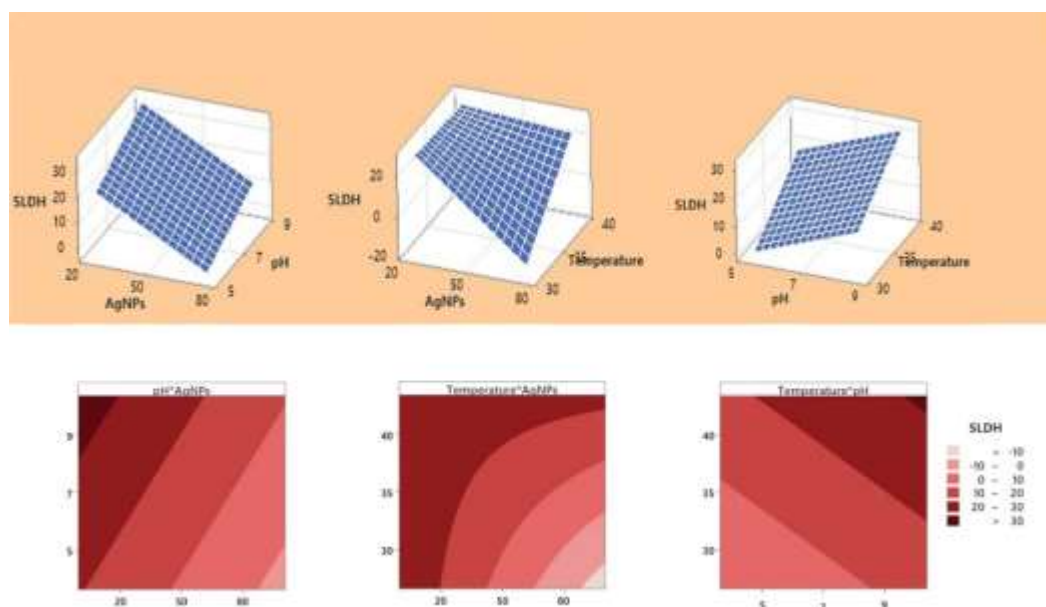 30
20
SLDH
10
0
20
50
80
AgNPs
5
7
9
pH
20
SLDH
0
-20
20
50
80
AgNPs
30
Temperature
40
30
20
SLDH
10
0
5
7
9
pH
30
Temperature
40
pH*AgNPs
9
7
5
20 50 80
Temperature*AgNPs
40
35
30
20 50 80
Temperature*pH
40
35
30
5 7 9
SLDH
-10
-10 – 0
0 – 10
10 – 20
20 – 30
> 30